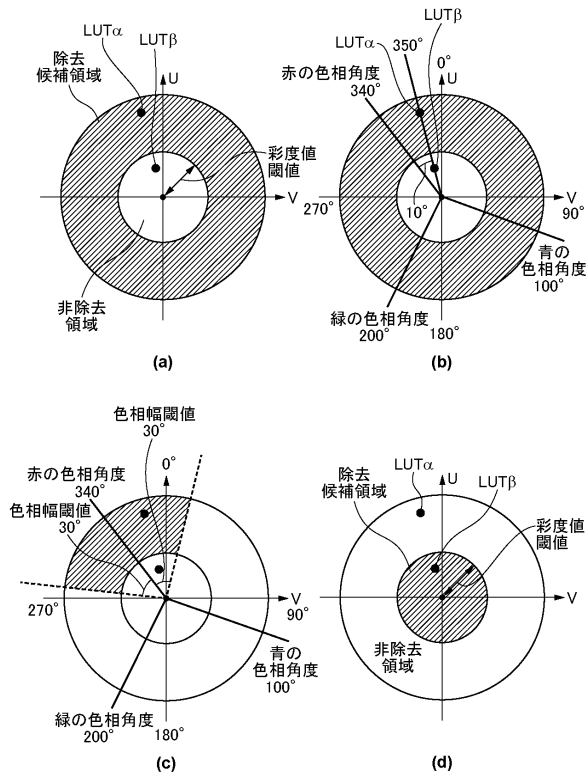 LUTα
LUTβ
除去
候補領域
U
彩度値
閾値
V
非除去
領域
(a)
LUTβ
LUTα
350°
0°
U
赤の色相角度
340°
270°
V
90°
10°
青の
色相角度
100°
緑の色相角度
200°
180°
(b)
色相幅閾値
30°
0°
赤の色相角度
340°
色相幅閾値
30°
270°
V
90°
青の
色相角度
100°
緑の色相角度
200°
180°
(c)
除去
候補領域
LUTα
U
LUTβ
彩度値
閾値
V
非除去
領域
(d)